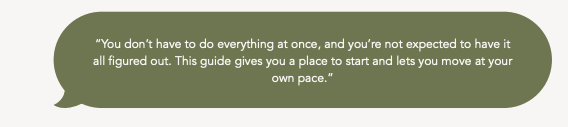 “You don’t have to do everything at once, and you’re not expected to have it
all figured out. This guide gives you a place to start and lets you move at your
own pace.”